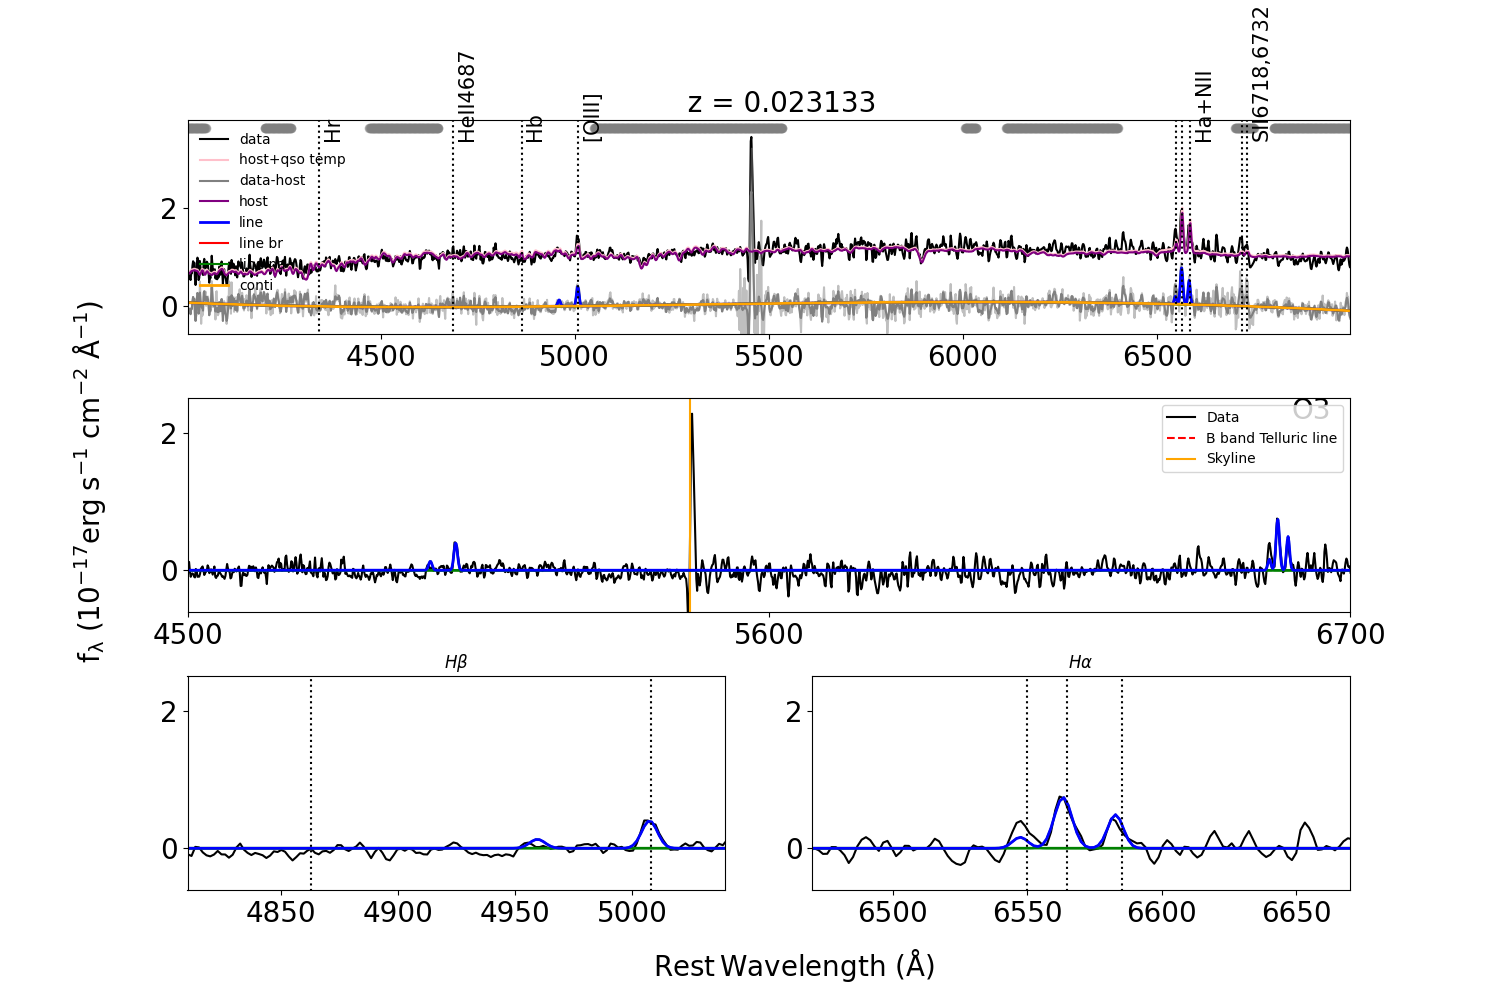 z = 0.023133
Hr
HeII4687
Hb
[OIII]
Ha+NII
SII6718,6732
data
host+qso temp
data-host
host
line
line br
conti
2
0
4500
5000
5500
6000
6500
O3
Data
B band Telluric line
Skyline
2
0
4500
5600
6700
fλ (10−17erg s−1 cm−2 Å−1)
Hβ
2
0
4850
4900
4950
5000
Hα
2
0
6500
6550
6600
6650
Rest Wavelength (Å)